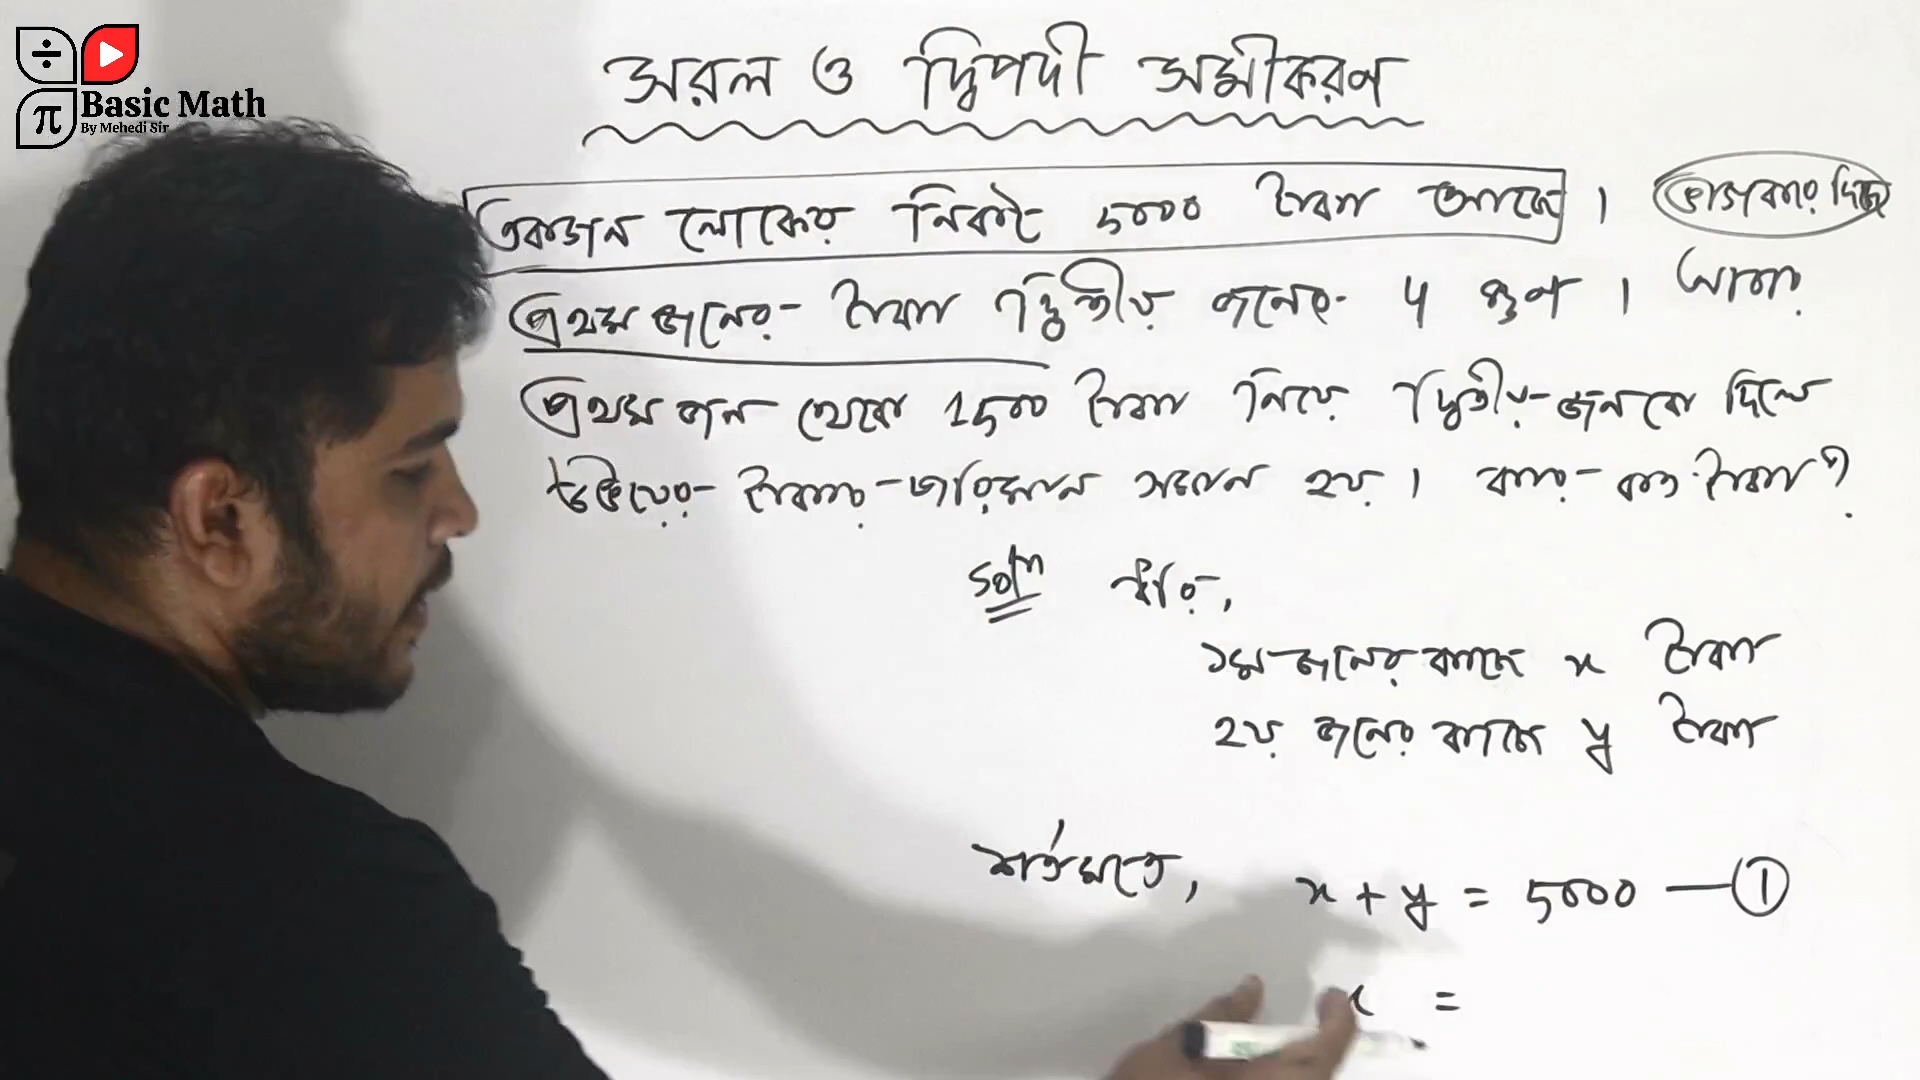 ÷
π
Basic Math
By Mehedi Sir
সরল ও দ্বিপদী সমীকরণ
একজন লোকের নিকট 5000 টাকা আছে। ভাগ করে দিছে
প্রথম জনের টাকা দ্বিতীয় জনের 4 গুণ। আবার
প্রথম জন থেকে 1500 টাকা নিয়ে দ্বিতীয় জনকে দিলে
উভয়ের টাকার পরিমান সমান হয়। কার কত টাকা?
Soln ধরি,
১ম জনের কাছে x টাকা
২য় জনের কাছে y টাকা
শর্তমতে, x + y = 5000 — ①
x =